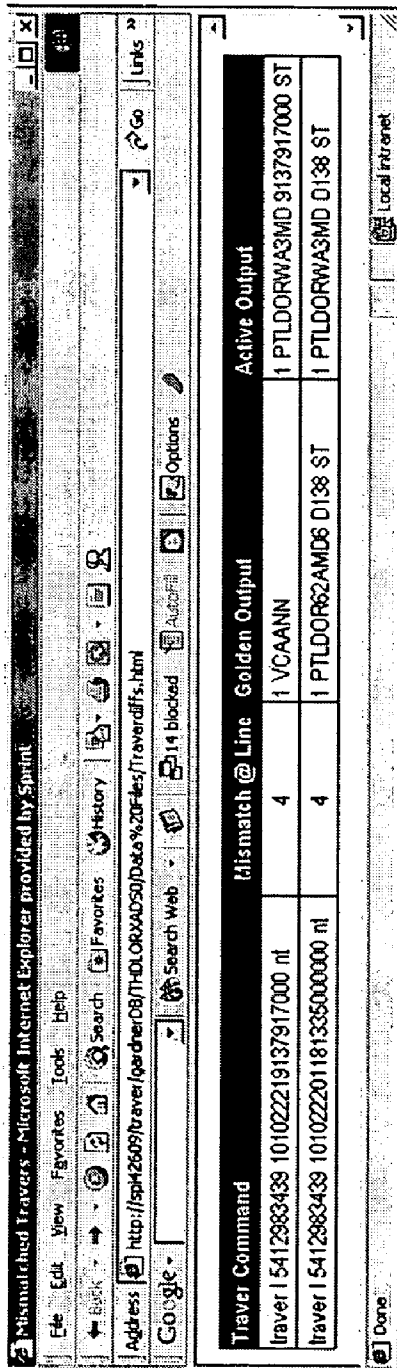 Mismatched Travers - Microsoft Internet Explorer provided by Sprint
File Edit View Favorites Tools Help
Back Search Favorites History
Address http://spH2609/traver/gardnerDB/THDLORXADS0/Data%20Files/Traverdiffs.html Go Links »
Google Search Web 14 blocked AutoFill Options
Traver Command Mismatch @ Line Golden Output Active Output
traver l 5412983439 101022219137917000 nt 4 1 VCAANN 1 PTLDORWA3MD 9137917000 ST
traver l 5412983439 101022201181335000000 nt 4 1 PTLDOR62AMD6 D138 ST 1 PTLDORWA3MD D138 ST
Done Local intranet